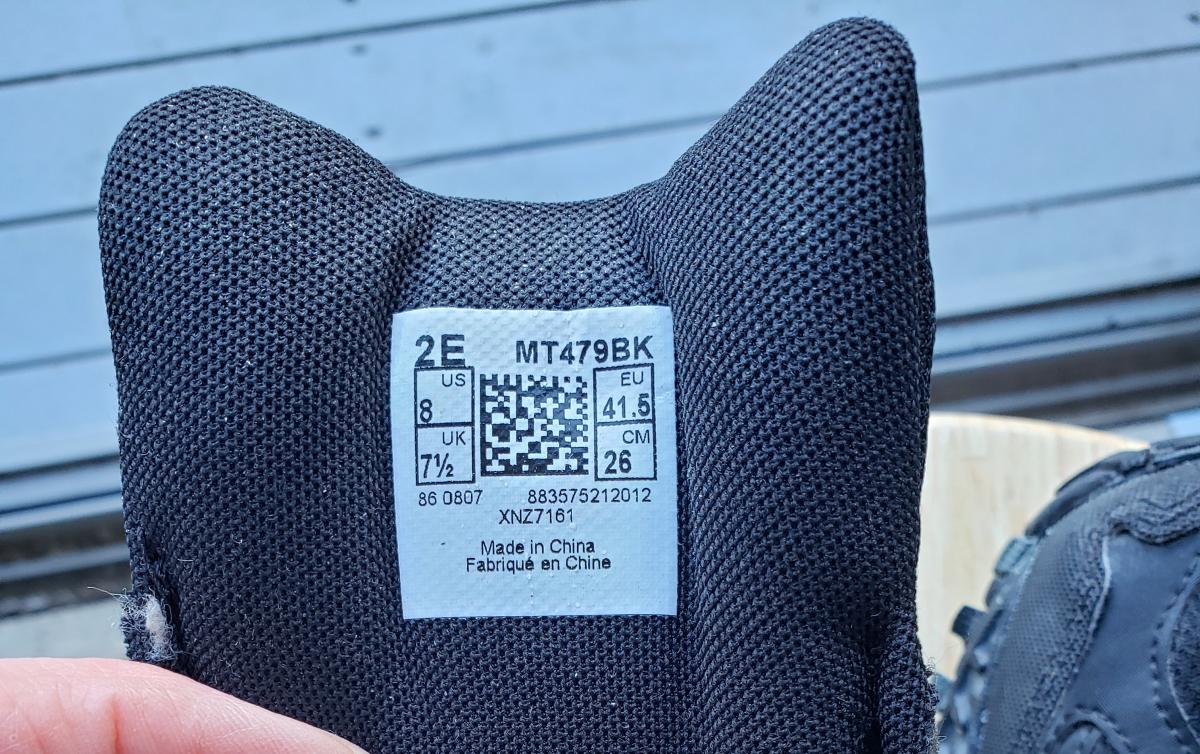 2E MT479BK
US EU
8 41.5
UK CM
7½ 26
86 0807 883575212012
XNZ7161
Made in China
Fabriqué en Chine